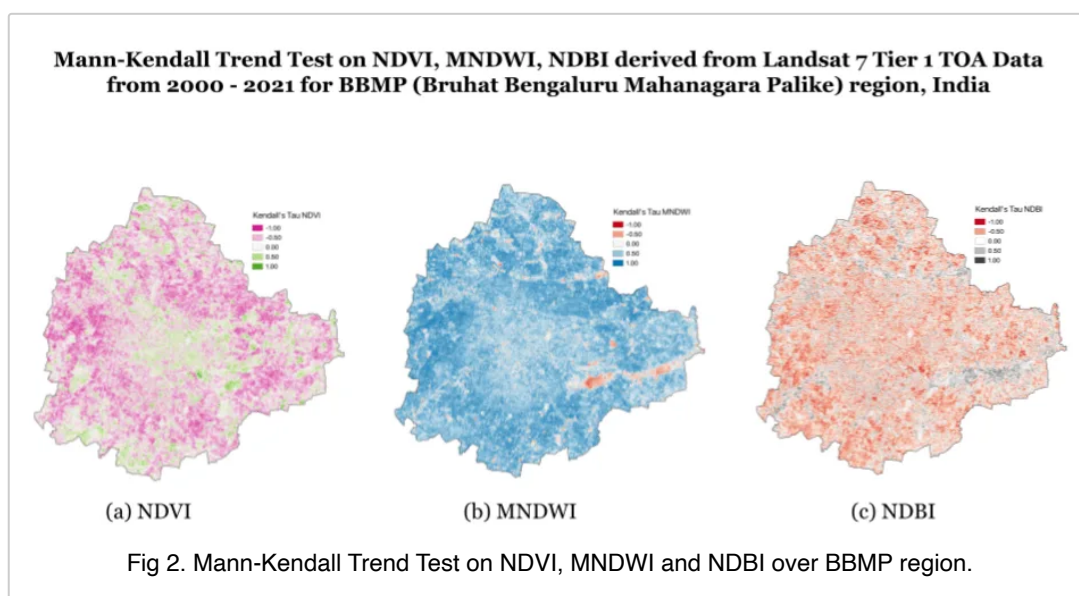 Mann-Kendall Trend Test on NDVI, MNDWI, NDBI derived from Landsat 7 Tier 1 TOA Data
from 2000 - 2021 for BBMP (Bruhat Bengaluru Mahanagara Palike) region, India
Kendall's Tau NDVI
-1.00
-0.50
0.00
0.50
1.00
Kendall's Tau MNDWI
-1.00
-0.50
0.00
0.50
1.00
Kendall's Tau NDBI
-1.00
-0.50
0.00
0.50
1.00
(a) NDVI
(b) MNDWI
(c) NDBI
Fig 2. Mann-Kendall Trend Test on NDVI, MNDWI and NDBI over BBMP region.